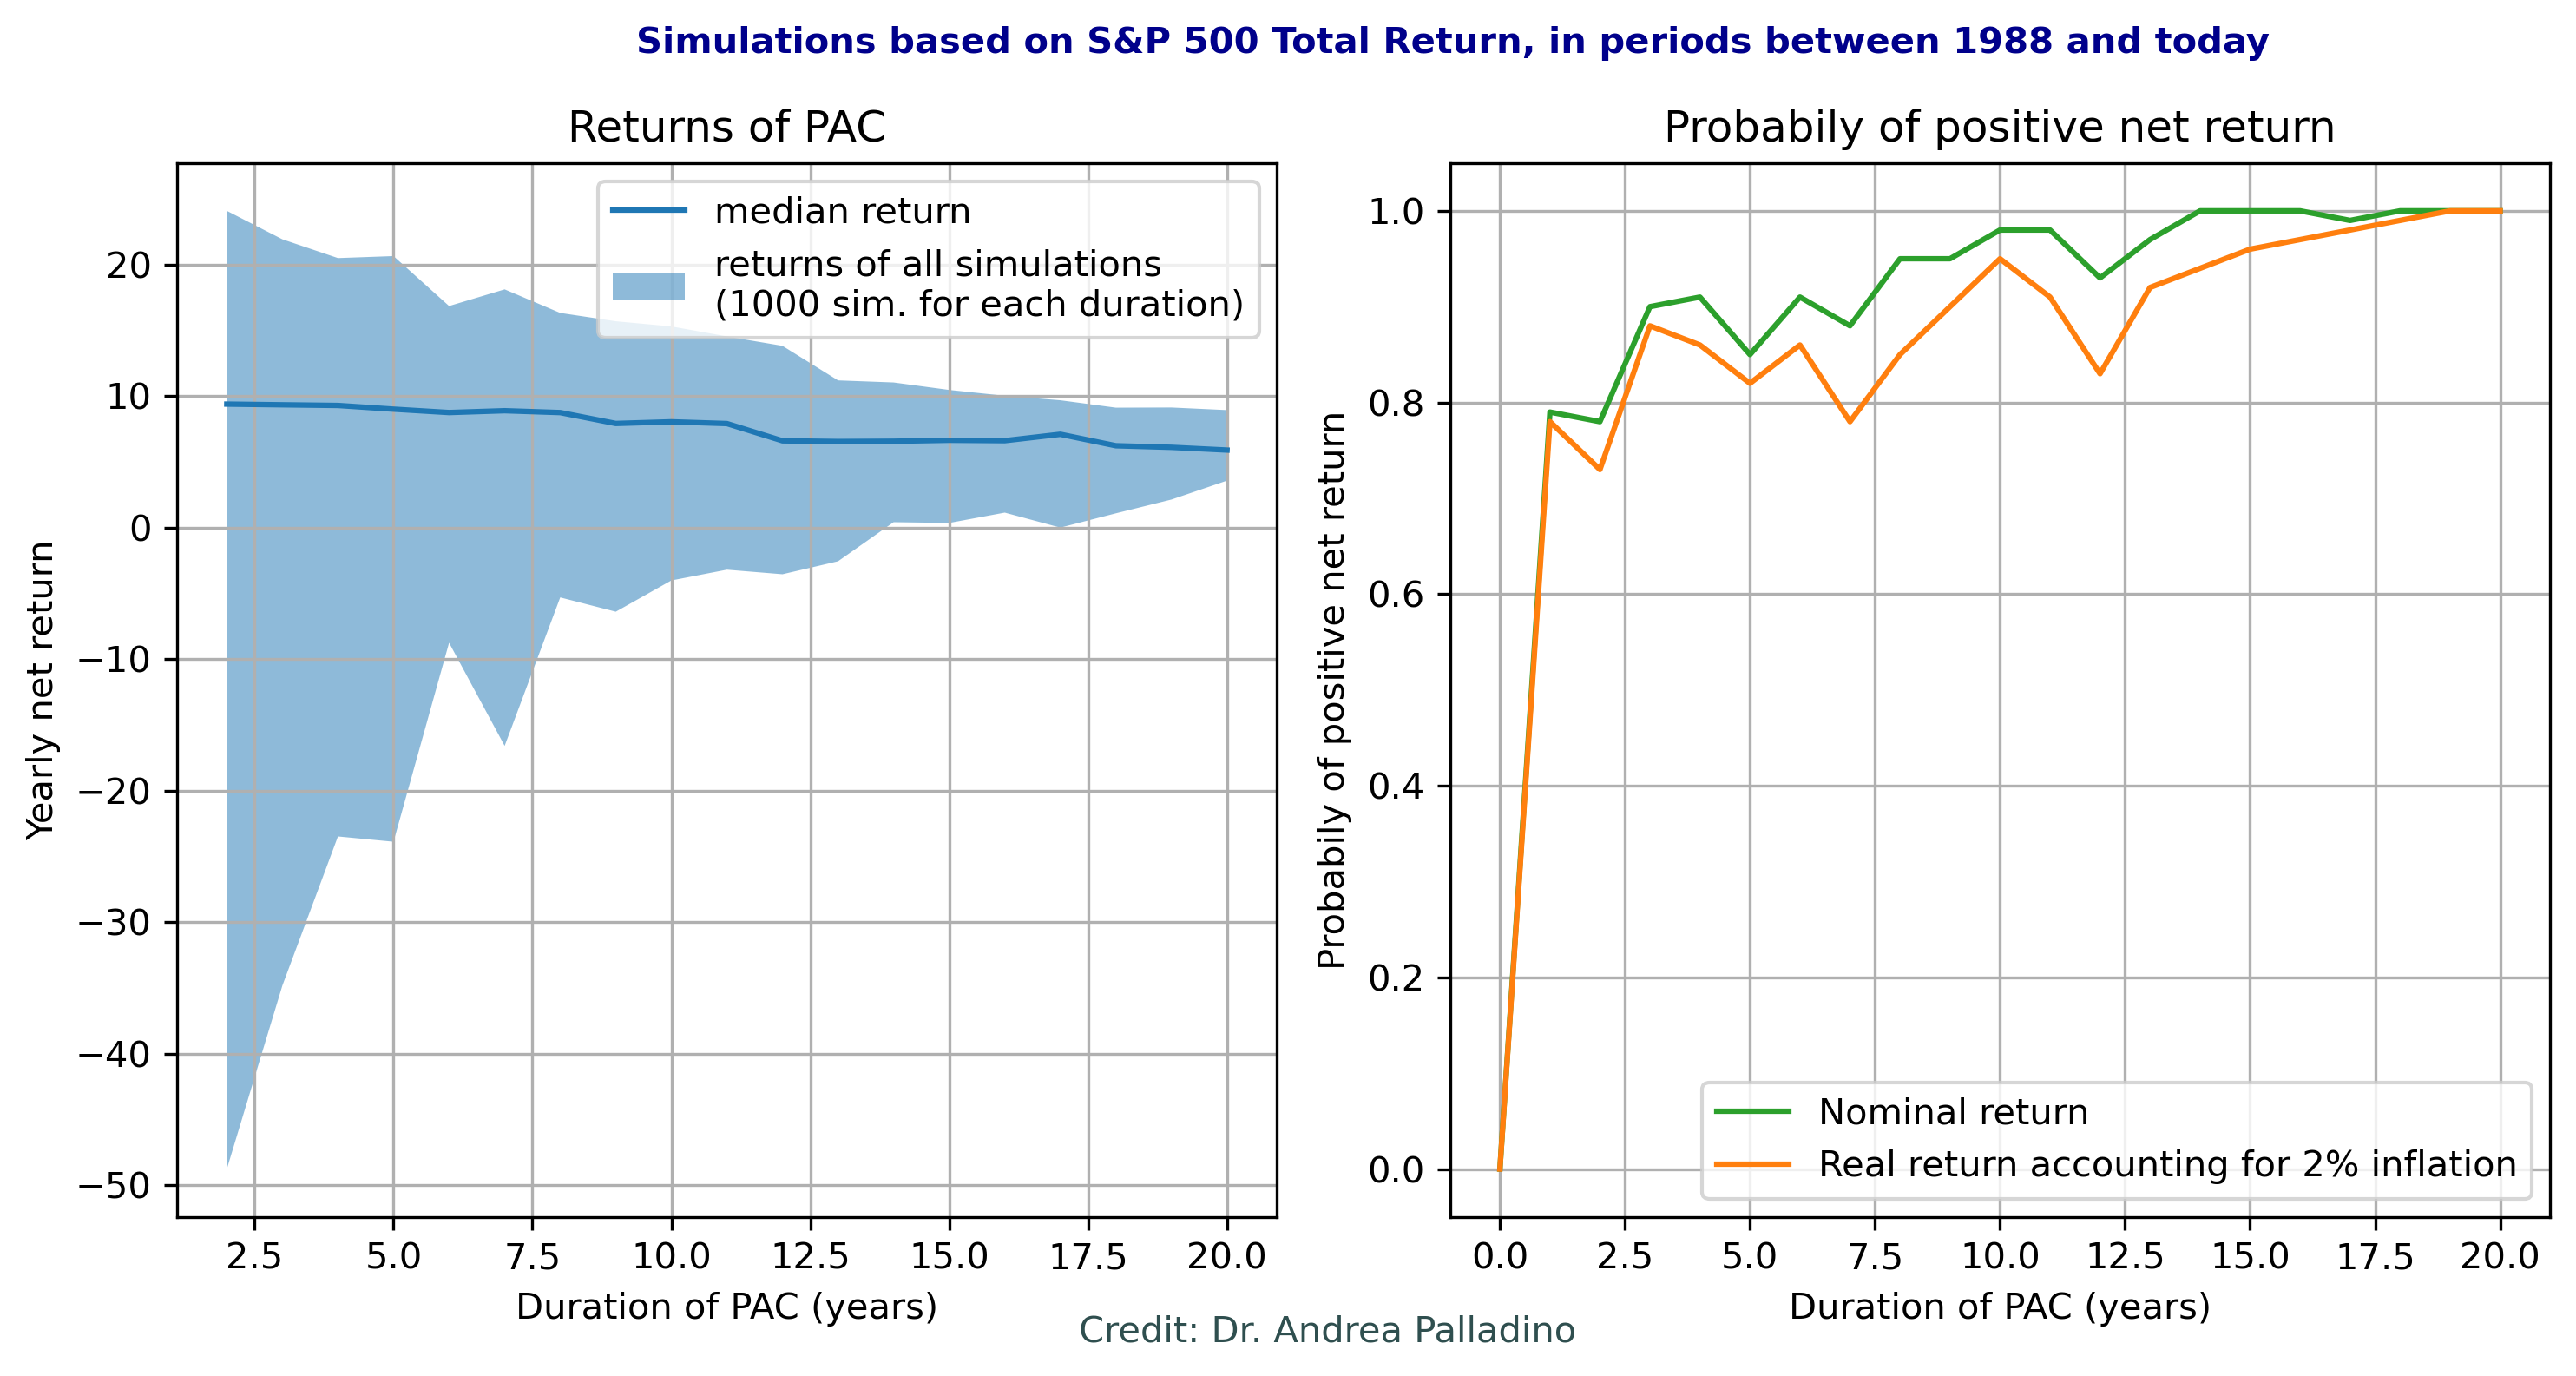 Simulations based on S&P 500 Total Return, in periods between 1988 and today
Returns of PAC
median return
returns of all simulations
(1000 sim. for each duration)
Yearly net return
20
10
0
−10
−20
−30
−40
−50
2.5 5.0 7.5 10.0 12.5 15.0 17.5 20.0
Duration of PAC (years)
Probabily of positive net return
Probabily of positive net return
1.0
0.8
0.6
0.4
0.2
0.0
Nominal return
Real return accounting for 2% inflation
0.0 2.5 5.0 7.5 10.0 12.5 15.0 17.5 20.0
Duration of PAC (years)
Credit: Dr. Andrea Palladino